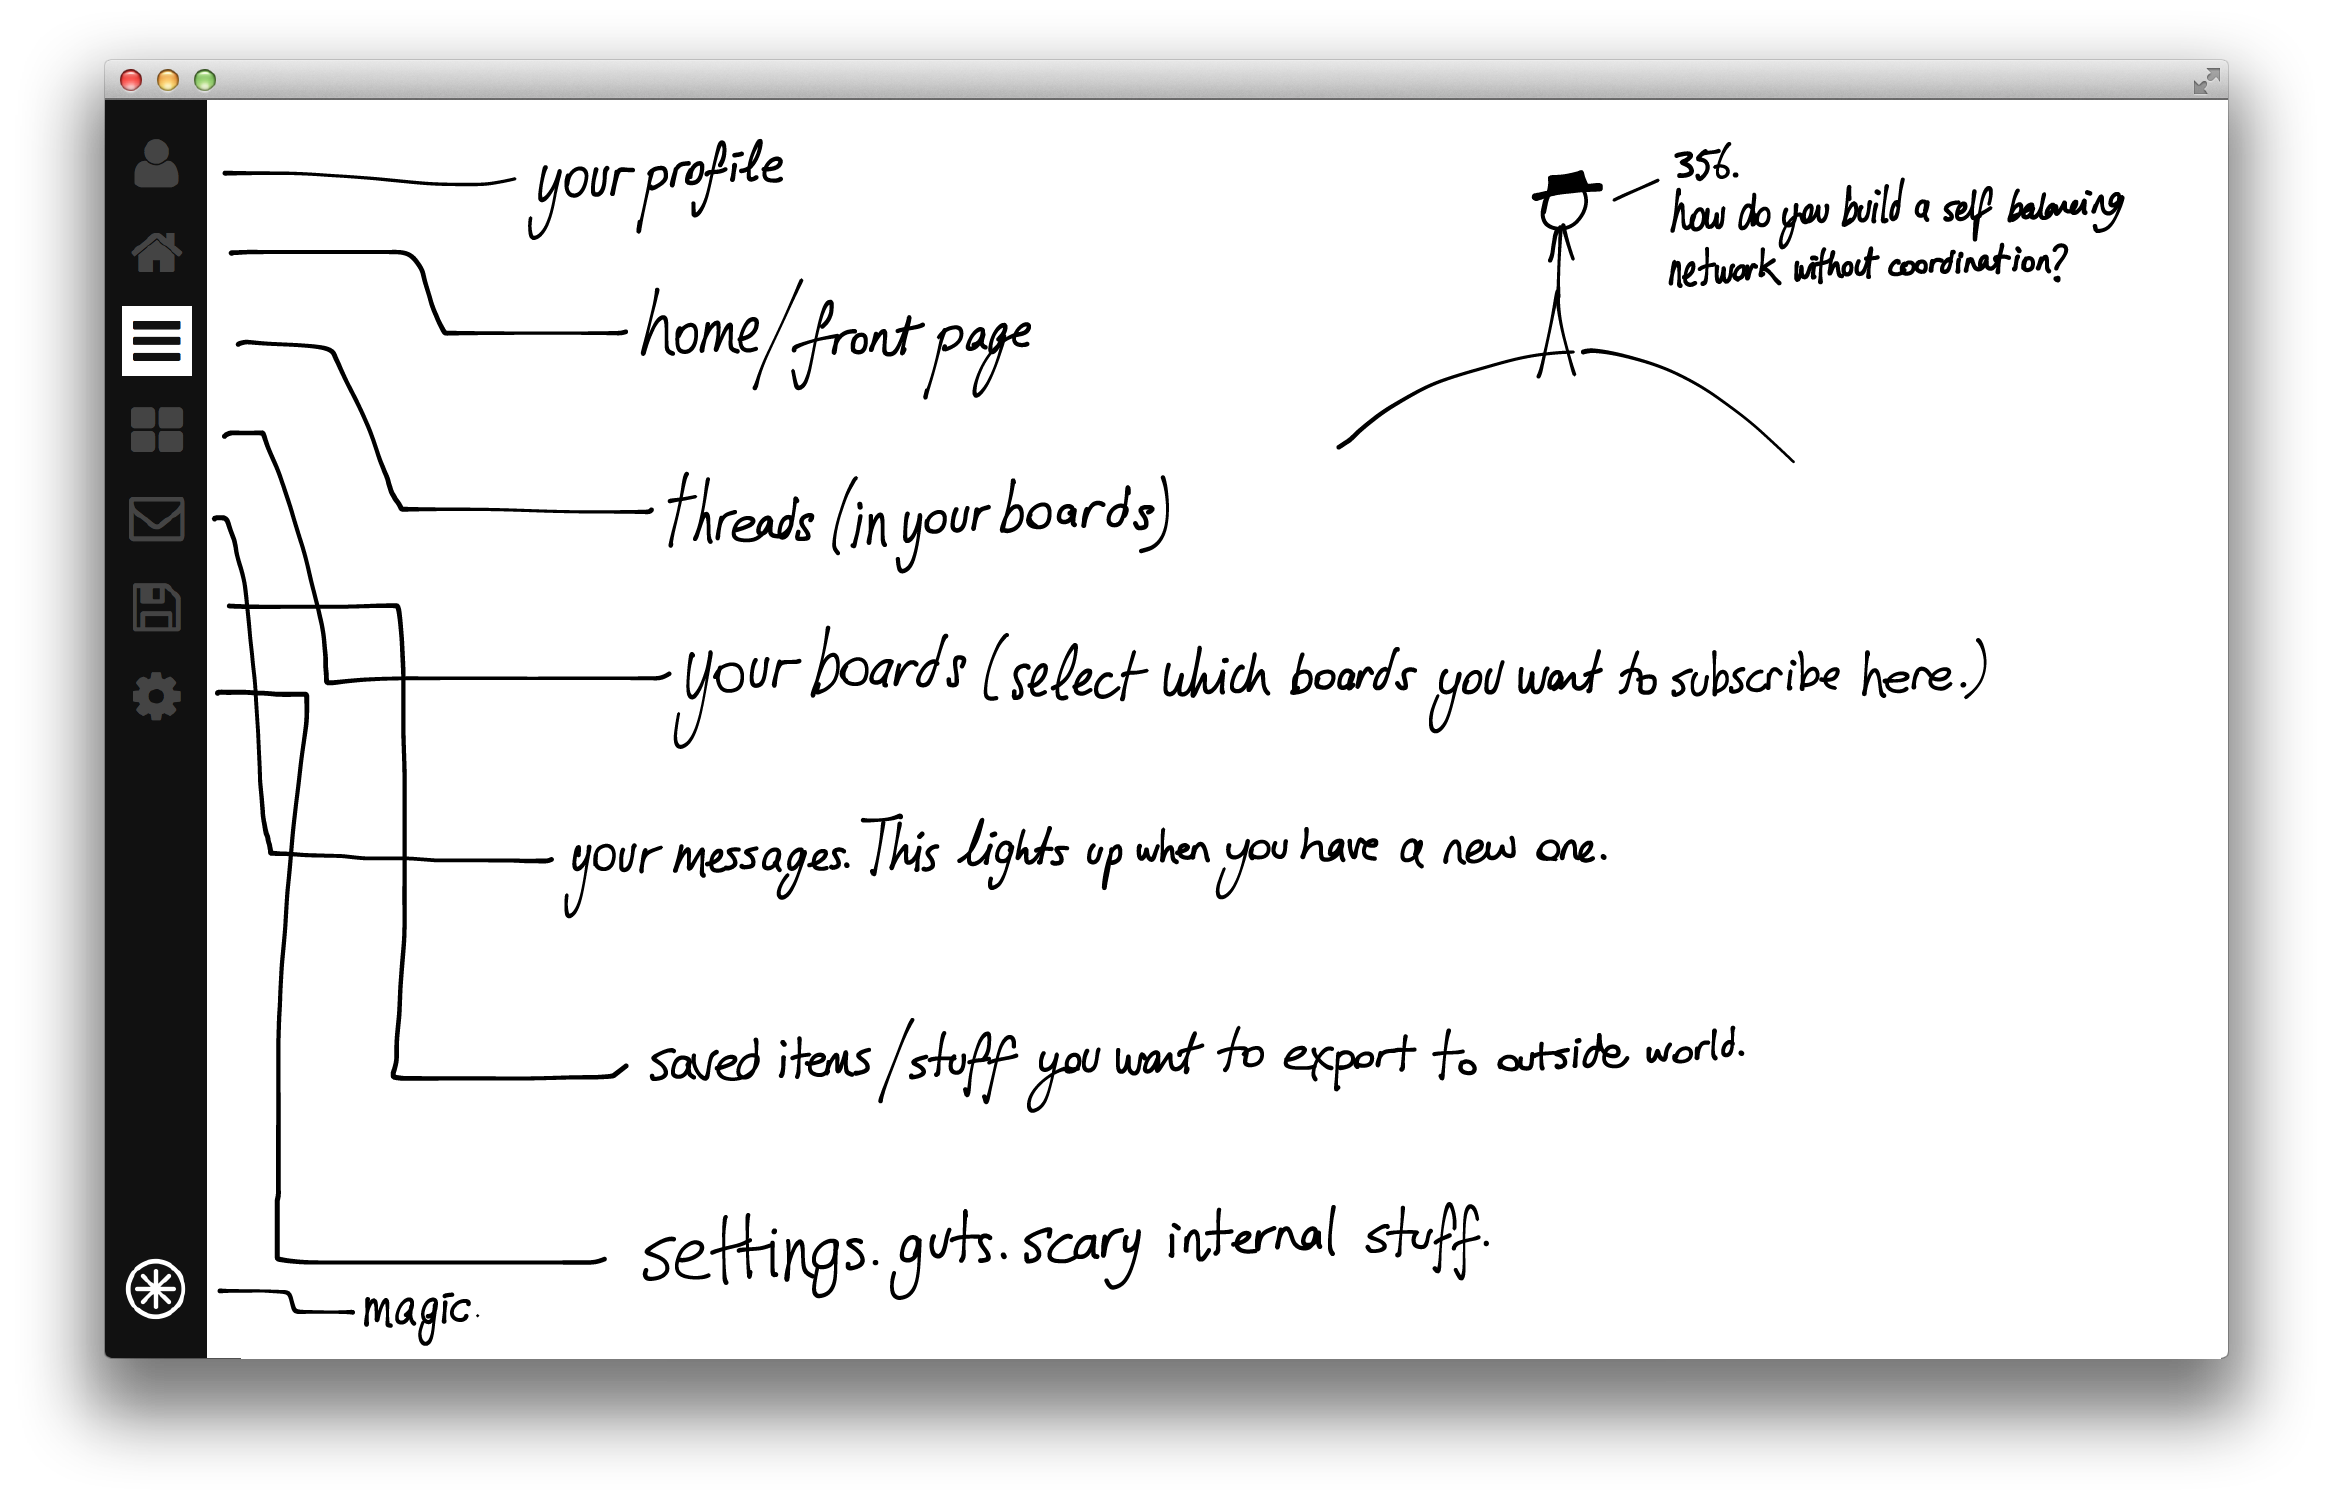 your profile
356.
how do you build a self balancing
network without coordination?
home/front page
threads (in your boards)
your boards (select which boards you want to subscribe here.)
your messages. This lights up when you have a new one.
saved items/stuff you want to export to outside world.
settings. guts. scary internal stuff.
magic.